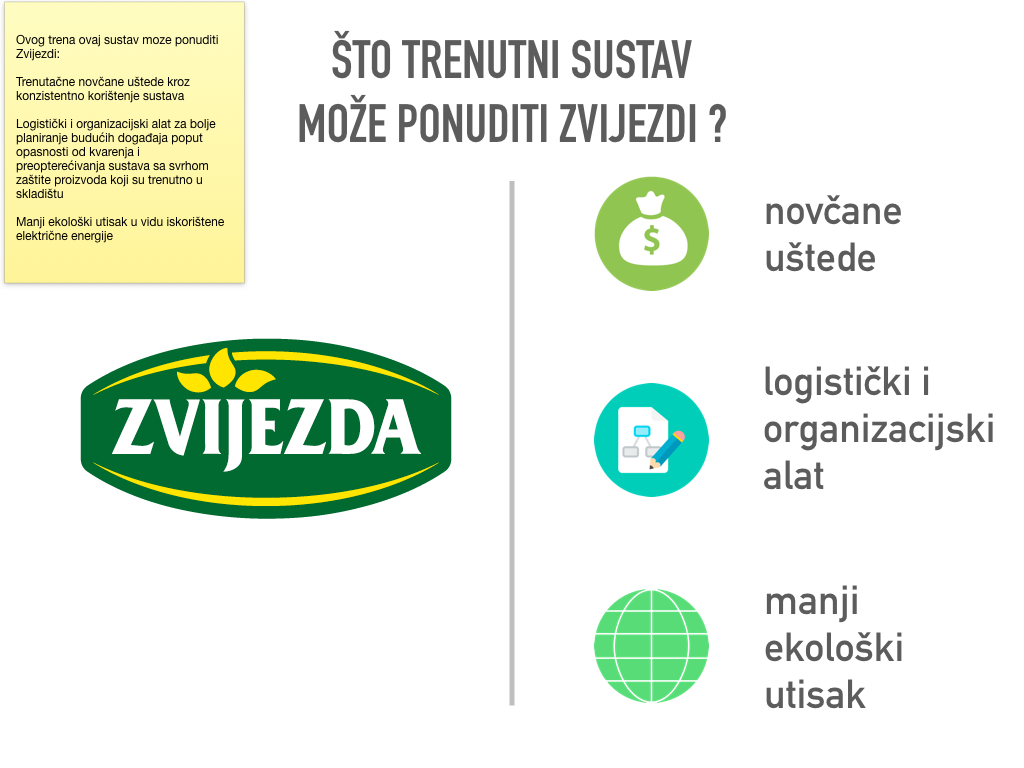 Ovog trena ovaj sustav moze ponuditi
Zvijezdi:
Trenutačne novčane uštede kroz
konzistentno korištenje sustava
Logistički i organizacijski alat za bolje
planiranje budućih događaja poput
opasnosti od kvarenja i
preopterećivanja sustava sa svrhom
zaštite proizvoda koji su trenutno u
skladištu
Manji ekološki utisak u vidu iskorištene
električne energije
ŠTO TRENUTNI SUSTAV
MOŽE PONUDITI ZVIJEZDI ?
ZVIJEZDA
$
novčane
uštede
logistički i
organizacijski
alat
manji
ekološki
utisak